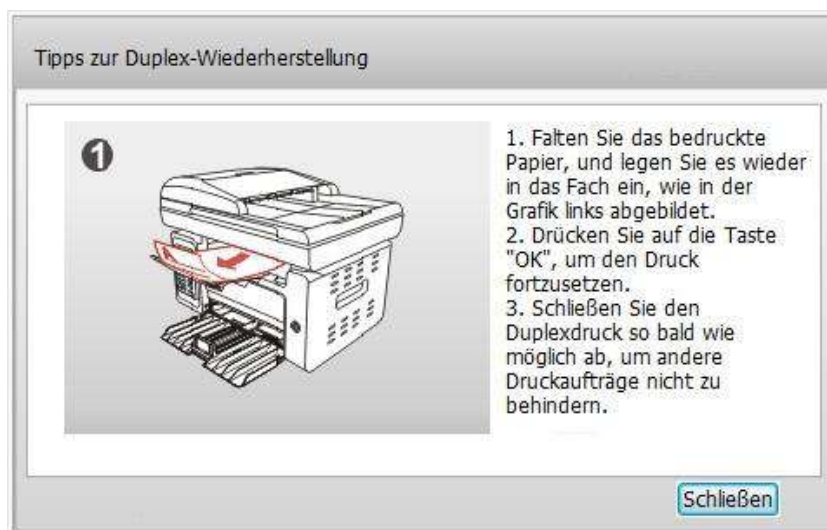 Tipps zur Duplex-Wiederherstellung
1
1. Falten Sie das bedruckte
Papier, und legen Sie es wieder
in das Fach ein, wie in der
Grafik links abgebildet.
2. Drücken Sie auf die Taste
"OK", um den Druck
fortzusetzen.
3. Schließen Sie den
Duplexdruck so bald wie
möglich ab, um andere
Druckaufträge nicht zu
behindern.
Schließen